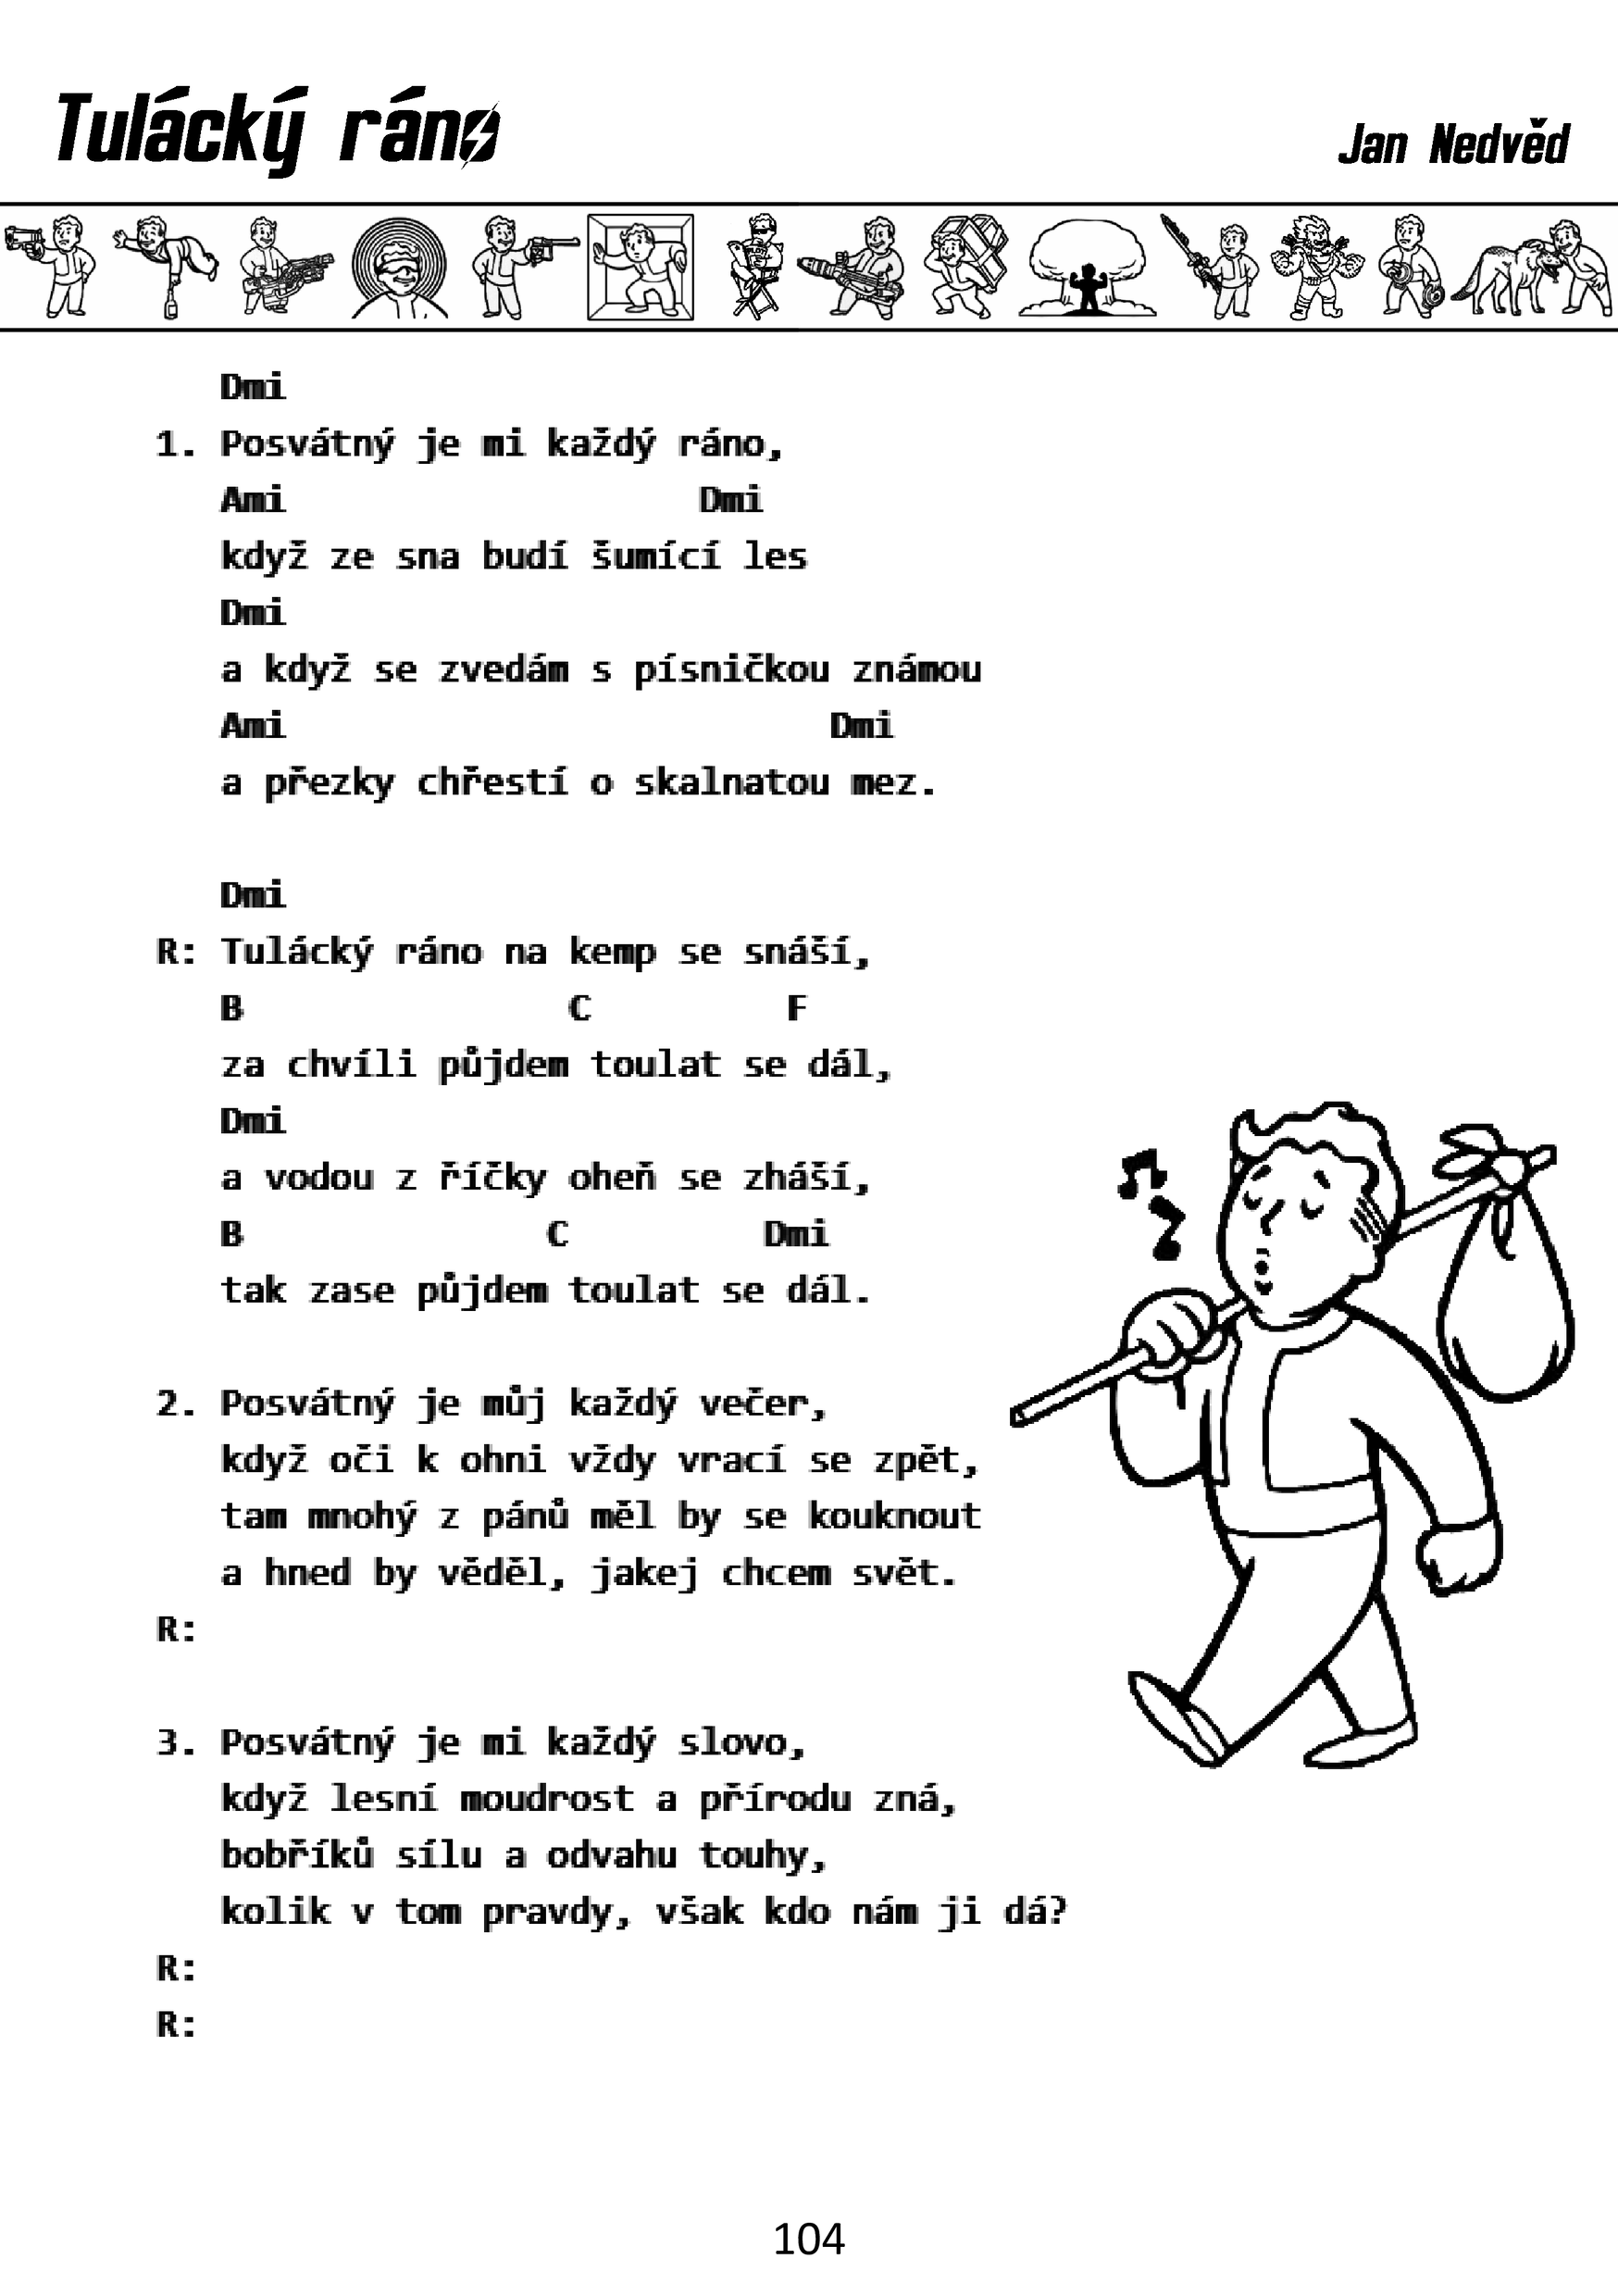 Tulácký ráno
Jan Nedvěd
Dmi
1. Posvátný je mi každý ráno,
Ami Dmi
když ze sna budí šumící les
Dmi
a když se zvedám s písničkou známou
Ami Dmi
a přezky chřestí o skalnatou mez.
Dmi
R: Tulácký ráno na kemp se snáší,
B C F
za chvíli půjdem toulat se dál,
Dmi
a vodou z říčky oheň se zháší,
B C Dmi
tak zase půjdem toulat se dál.
2. Posvátný je můj každý večer,
když oči k ohni vždy vrací se zpět,
tam mnohý z pánů měl by se kouknout
a hned by věděl, jakej chcem svět.
R:
3. Posvátný je mi každý slovo,
když lesní moudrost a přírodu zná,
bobříků sílu a odvahu touhy,
kolik v tom pravdy, však kdo nám ji dá?
R:
R:
104